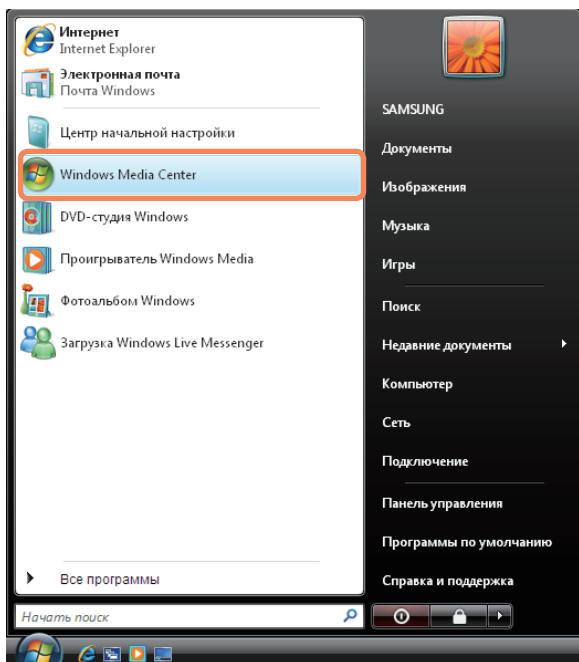 Интернет
Internet Explorer
Электронная почта
Почта Windows
Центр начальной настройки
Windows Media Center
DVD-студия Windows
Проигрыватель Windows Media
Фотоальбом Windows
Загрузка Windows Live Messenger
Все программы
Начать поиск
SAMSUNG
Документы
Изображения
Музыка
Игры
Поиск
Недавние документы
Компьютер
Сеть
Подключение
Панель управления
Программы по умолчанию
Справка и поддержка